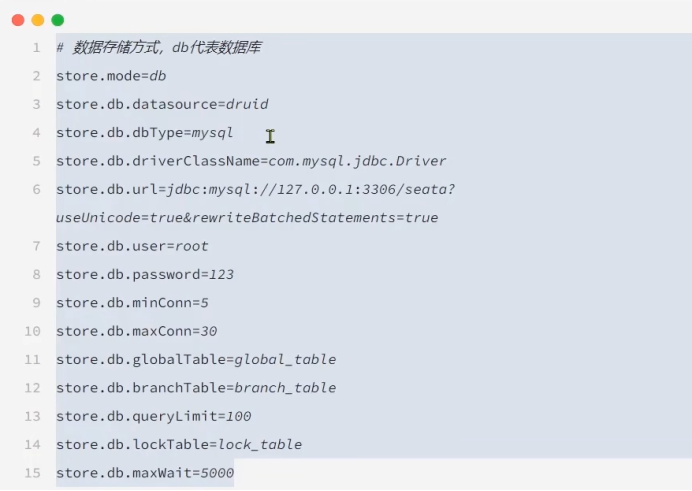 1 # 数据存储方式，db代表数据库
2 store.mode=db
3 store.db.datasource=druid
4 store.db.dbType=mysql
5 store.db.driverClassName=com.mysql.jdbc.Driver
6 store.db.url=jdbc:mysql://127.0.0.1:3306/seata?
useUnicode=true&rewriteBatchedStatements=true
7 store.db.user=root
8 store.db.password=123
9 store.db.minConn=5
10 store.db.maxConn=30
11 store.db.globalTable=global_table
12 store.db.branchTable=branch_table
13 store.db.queryLimit=100
14 store.db.lockTable=lock_table
15 store.db.maxWait=5000